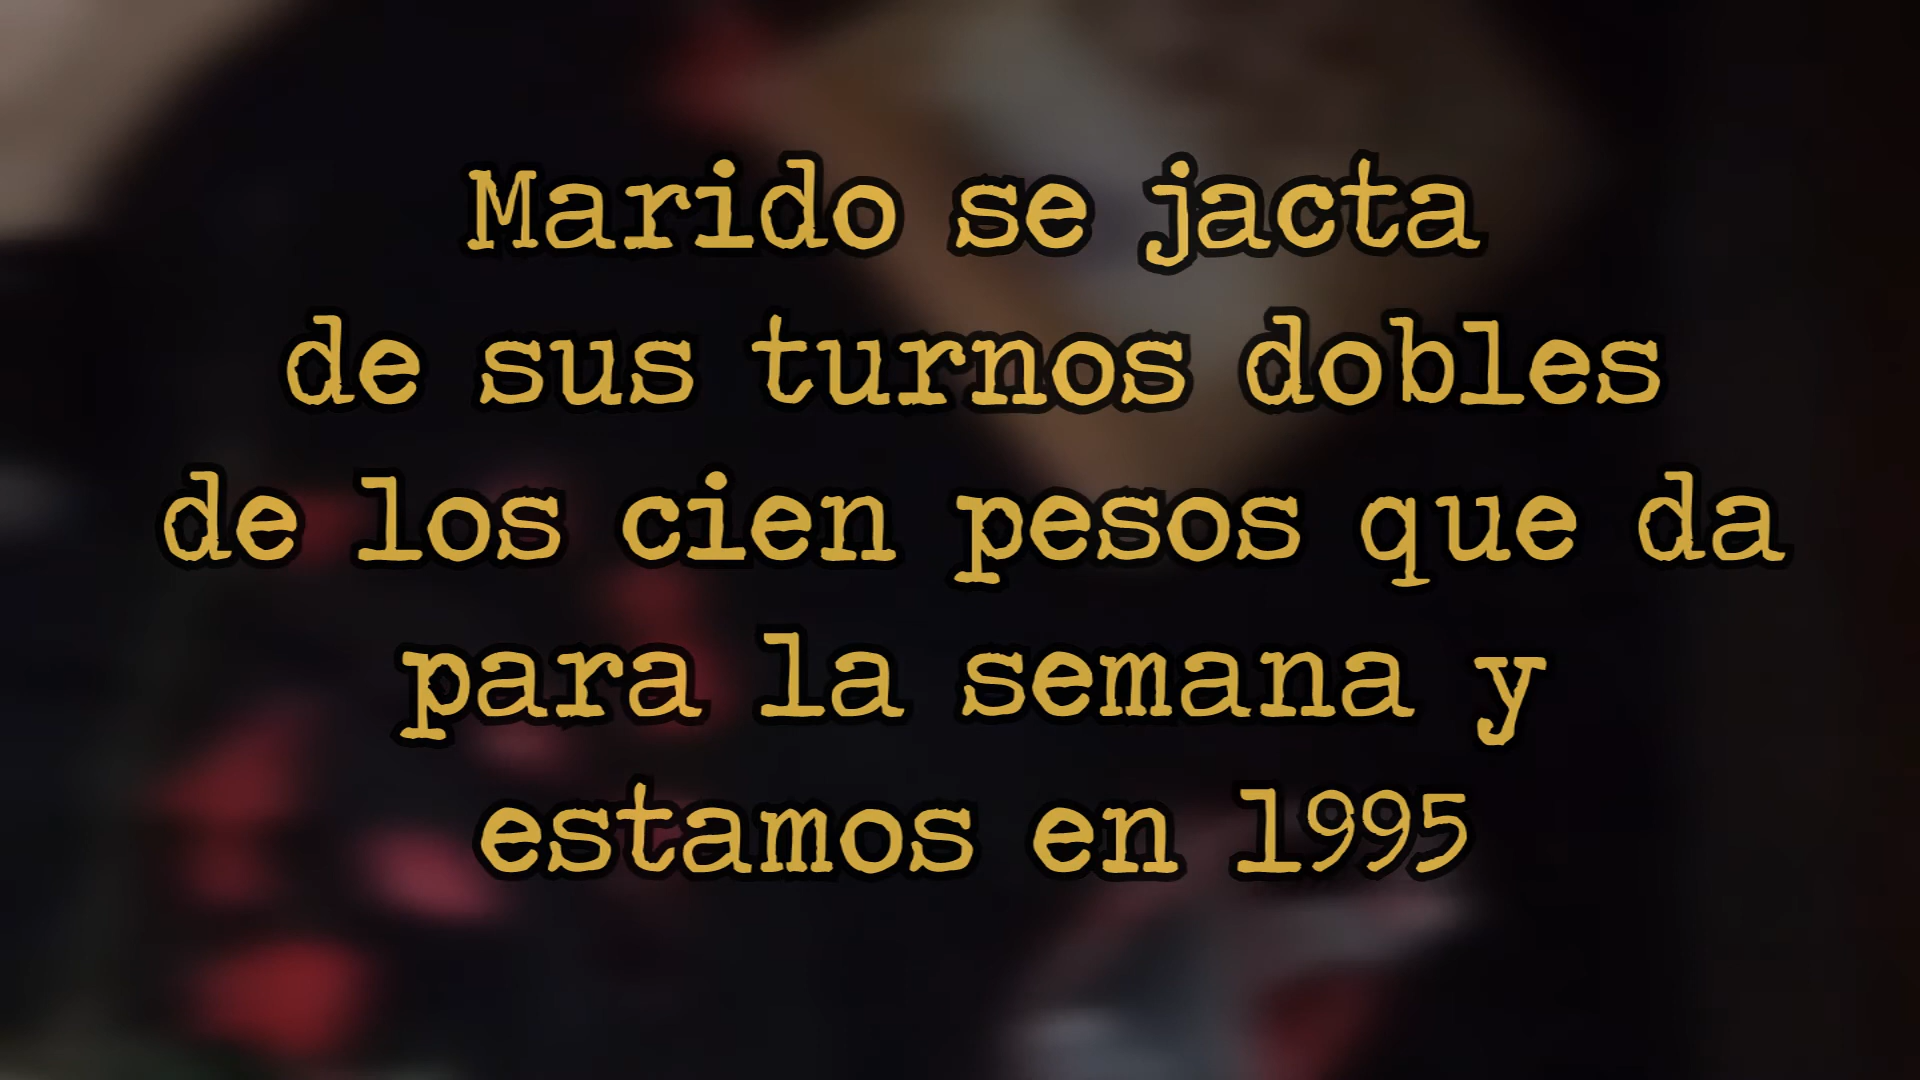 Marido se jacta
de sus turnos dobles
de los cien pesos que da
para la semana y
estamos en 1995